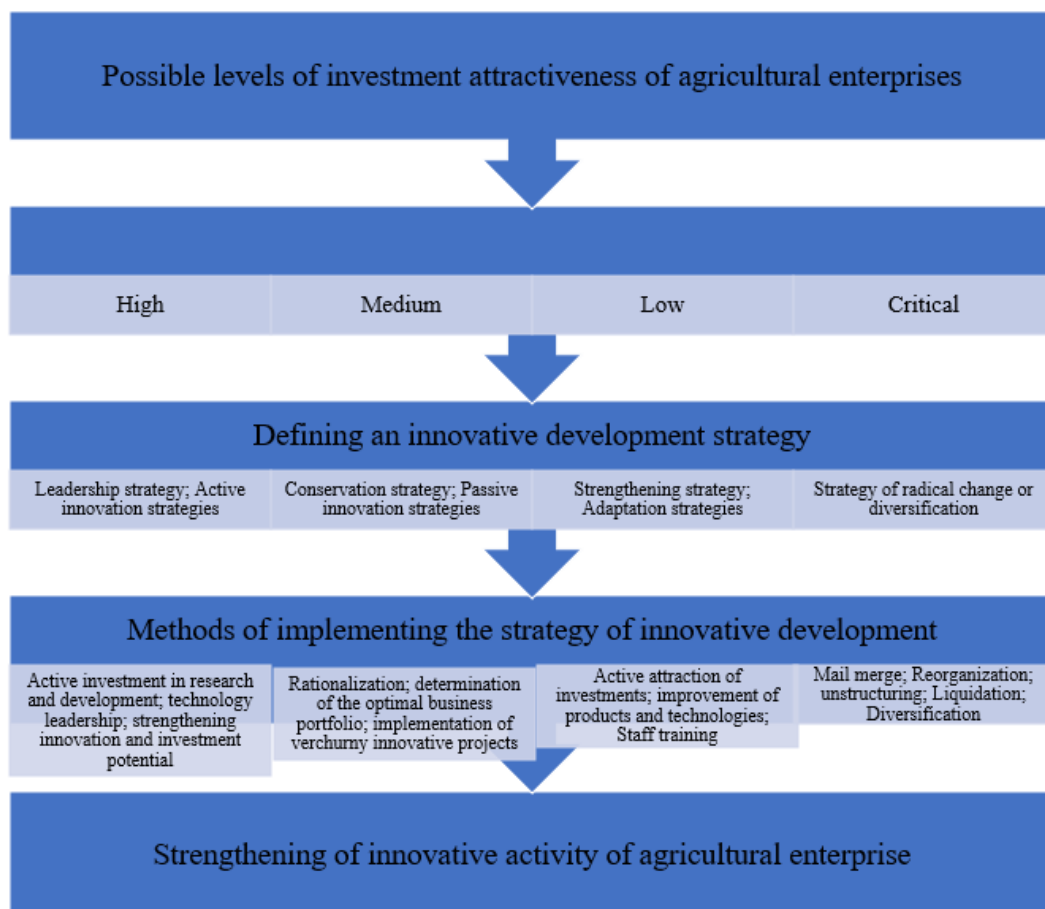 Possible levels of investment attractiveness of agricultural enterprises
High
Medium
Low
Critical
Defining an innovative development strategy
Leadership strategy; Active
innovation strategies
Conservation strategy; Passive
innovation strategies
Strengthening strategy;
Adaptation strategies
Strategy of radical change or
diversification
Methods of implementing the strategy of innovative development
Active investment in research
and development; technology
leadership; strengthening
innovation and investment
potential
Rationalization; determination
of the optimal business
portfolio; implementation of
verchurny innovative projects
Active attraction of
investments; improvement of
products and technologies;
Staff training
Mail merge; Reorganization;
unstructuring; Liquidation;
Diversification
Strengthening of innovative activity of agricultural enterprise